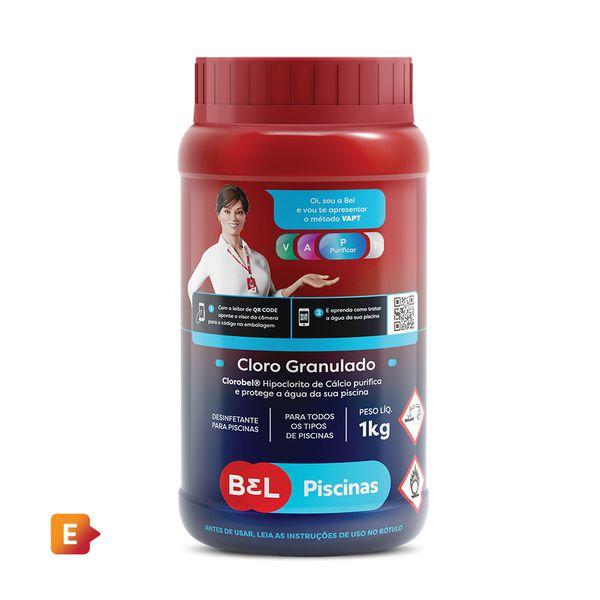 Oi, sou a Bel
e vou te apresentar
o método VAPT
V A P
Purificar
1 Com o leitor de QR CODE
aponte o visor da câmera
para o código na embalagem
2 E aprenda como tratar
a água da sua piscina
Cloro Granulado
Clorobel® Hipoclorito de Cálcio purifica
e protege a água da sua piscina
DESINFETANTE
PARA PISCINAS
PARA TODOS
OS TIPOS
DE PISCINAS
PESO LÍQ.
1kg
BEL Piscinas
ANTES DE USAR, LEIA AS INSTRUÇÕES DE USO NO RÓTULO
E